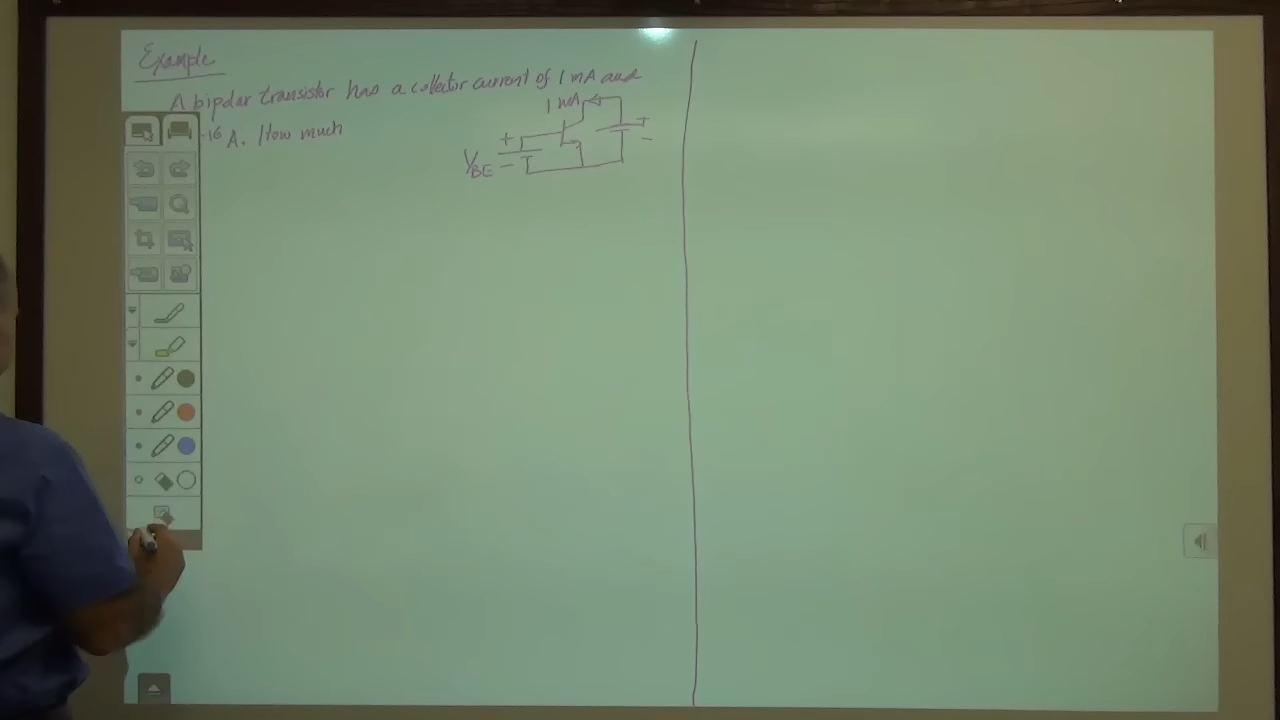 Example
A bipolar transistor has a collector current of 1 mA and
-16 A. How much
1 mA
+
+
-
VBE
-